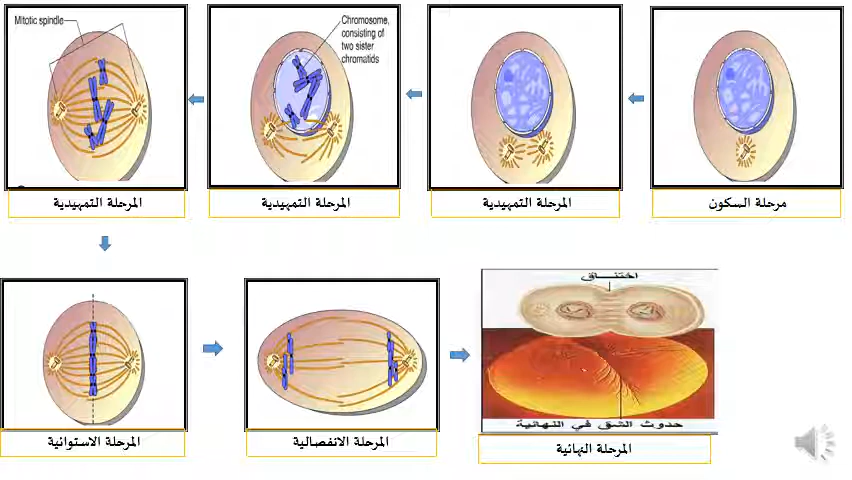 مرحلة السكون
المرحلة التمهيدية
Chromosome,
consisting of
two sister
chromatids
المرحلة التمهيدية
Mitotic spindle
المرحلة التمهيدية
المرحلة الاستوائية
المرحلة الانفصالية
اختناق
حدوث الشق في النهائية
المرحلة النهائية